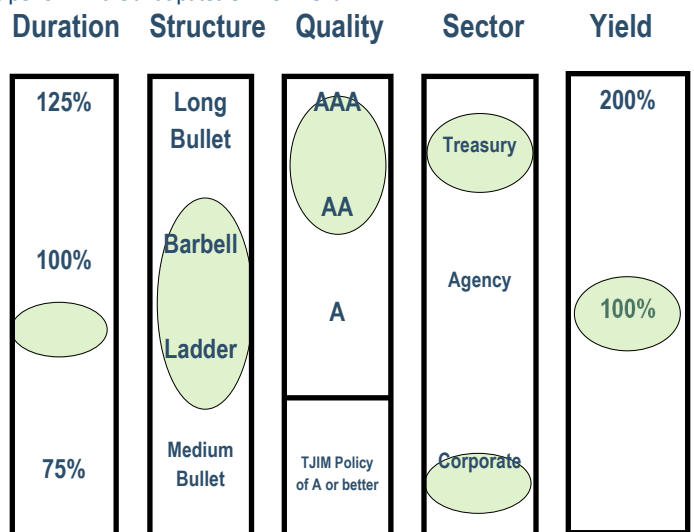 Duration Structure Quality Sector Yield
125%
100%
75%
Long
Bullet
Barbell
Ladder
Medium
Bullet
AAA
AA
A
TJIM Policy
of A or better
Treasury
Agency
Corporate
200%
100%